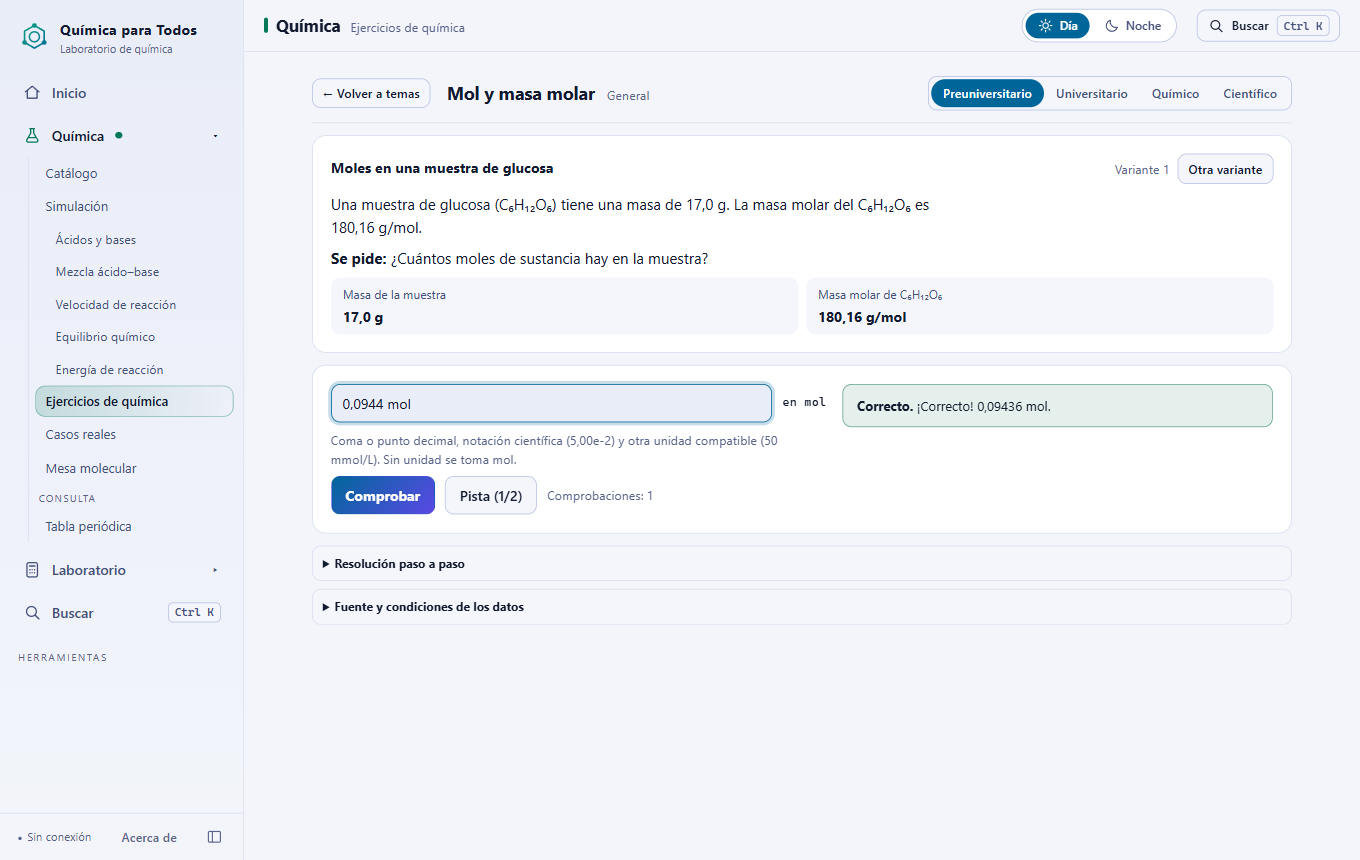 Química para Todos
Laboratorio de química
Inicio
Química
Catálogo
Simulación
Ácidos y bases
Mezcla ácido–base
Velocidad de reacción
Equilibrio químico
Energía de reacción
Ejercicios de química
Casos reales
Mesa molecular
CONSULTA
Tabla periódica
Laboratorio
Buscar Ctrl K
HERRAMIENTAS
Sin conexión Acerca de
Química Ejercicios de química
Día Noche Buscar Ctrl K
← Volver a temas Mol y masa molar General
Preuniversitario Universitario Químico Científico
Moles en una muestra de glucosa
Variante 1 Otra variante
Una muestra de glucosa (C₆H₁₂O₆) tiene una masa de 17,0 g. La masa molar del C₆H₁₂O₆ es
180,16 g/mol.
Se pide: ¿Cuántos moles de sustancia hay en la muestra?
Masa de la muestra
17,0 g
Masa molar de C₆H₁₂O₆
180,16 g/mol
0,0944 mol en mol
Correcto. ¡Correcto! 0,09436 mol.
Coma o punto decimal, notación científica (5,00e-2) y otra unidad compatible (50
mmol/L). Sin unidad se toma mol.
Comprobar Pista (1/2) Comprobaciones: 1
Resolución paso a paso
Fuente y condiciones de los datos